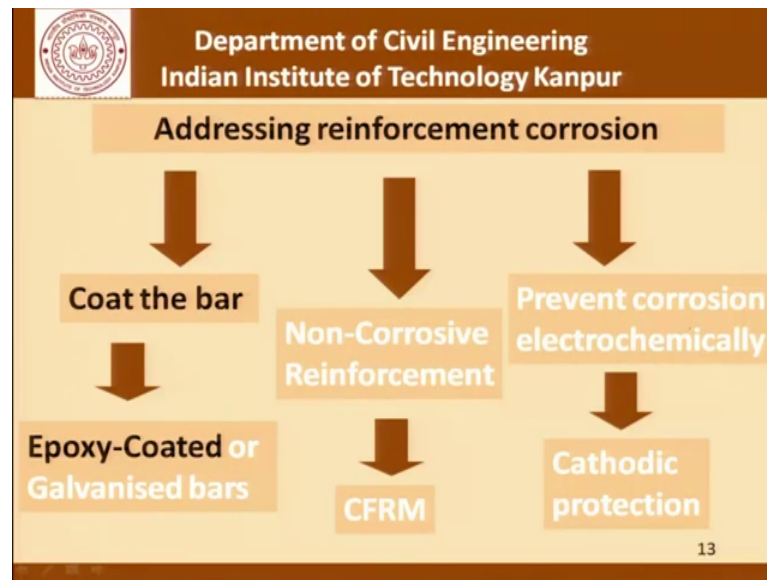 Department of Civil Engineering
Indian Institute of Technology Kanpur
Addressing reinforcement corrosion
Coat the bar
Epoxy-Coated or
Galvanised bars
Non-Corrosive
Reinforcement
CFRM
Prevent corrosion
electrochemically
Cathodic
protection
13